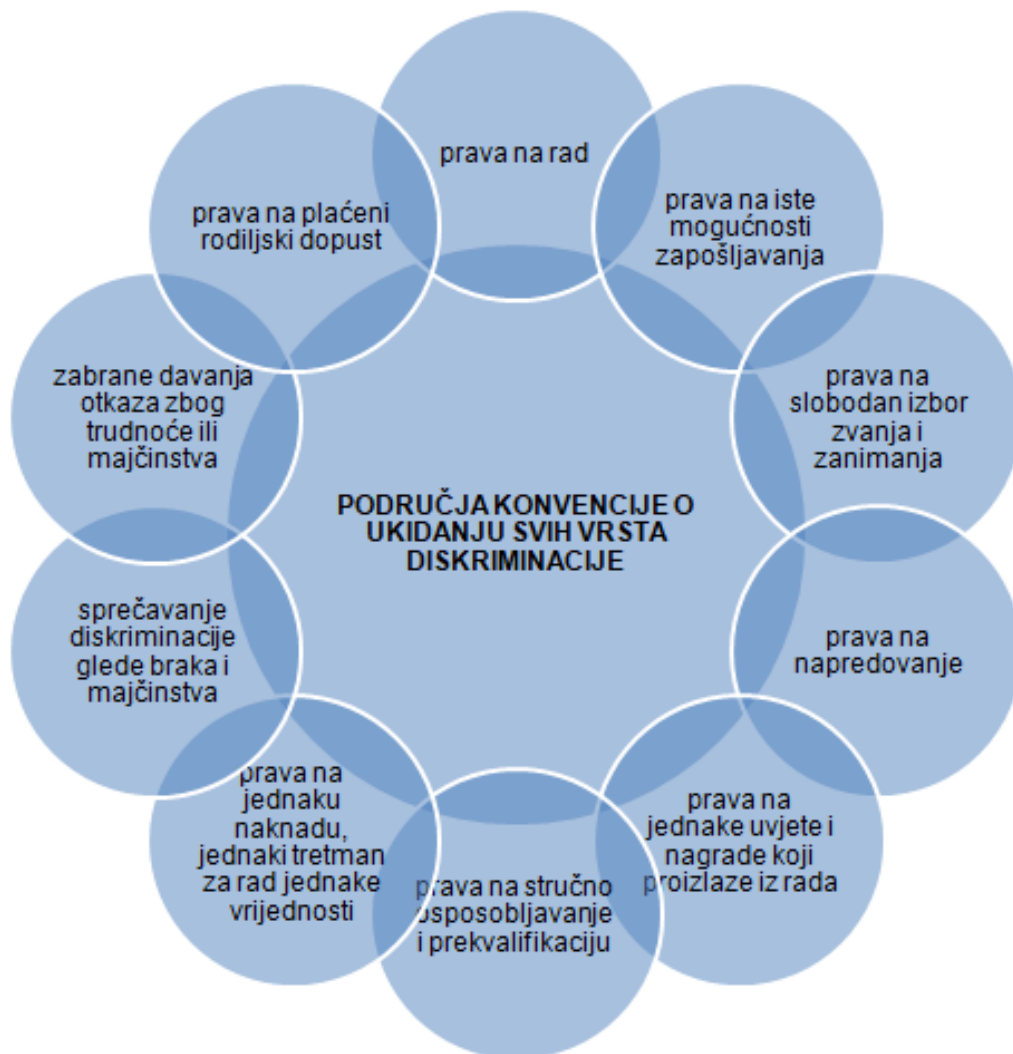 prava na rad
prava na iste
mogućnosti
zapošljavanja
prava na
slobodan izbor
zvanja i
zanimanja
prava na
napredovanje
prava na
jednake uvjete i
nagrade koji
proizlaze iz rada
prava na stručno
osposobljavanje
i prekvalifikaciju
prava na
jednaku
naknadu,
jednaki tretman
za rad jednake
vrijednosti
sprečavanje
diskriminacije
glede braka i
majčinstva
zabrane davanja
otkaza zbog
trudnoće ili
majčinstva
prava na plaćeni
rodiljski dopust
PODRUČJA KONVENCIJE O
UKIDANJU SVIH VRSTA
DISKRIMINACIJE